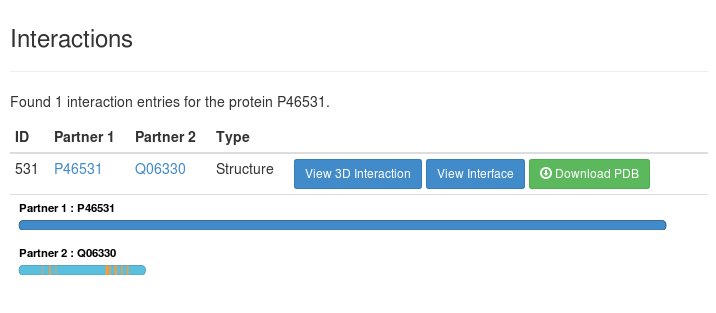 Interactions
Found 1 interaction entries for the protein P46531.
ID Partner 1 Partner 2 Type
531 P46531 Q06330 Structure View 3D Interaction View Interface Download PDB
Partner 1 : P46531
Partner 2 : Q06330